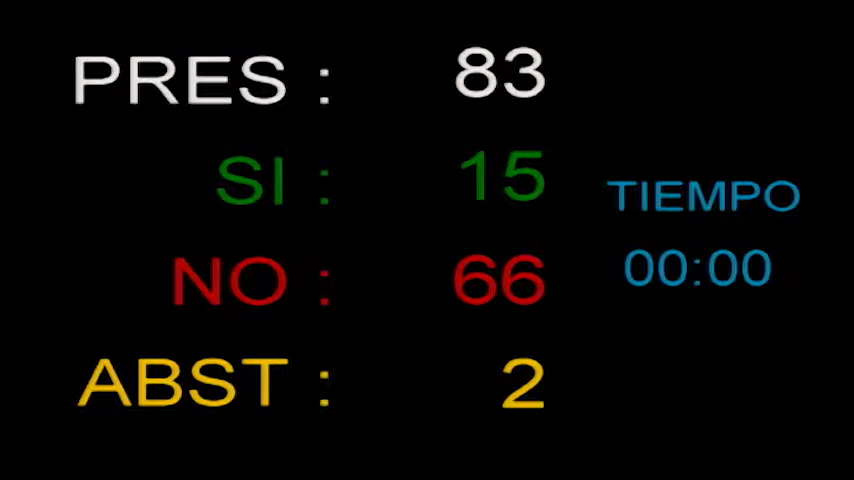 PRES : 83
SI : 15
TIEMPO
NO : 66
00:00
ABST : 2